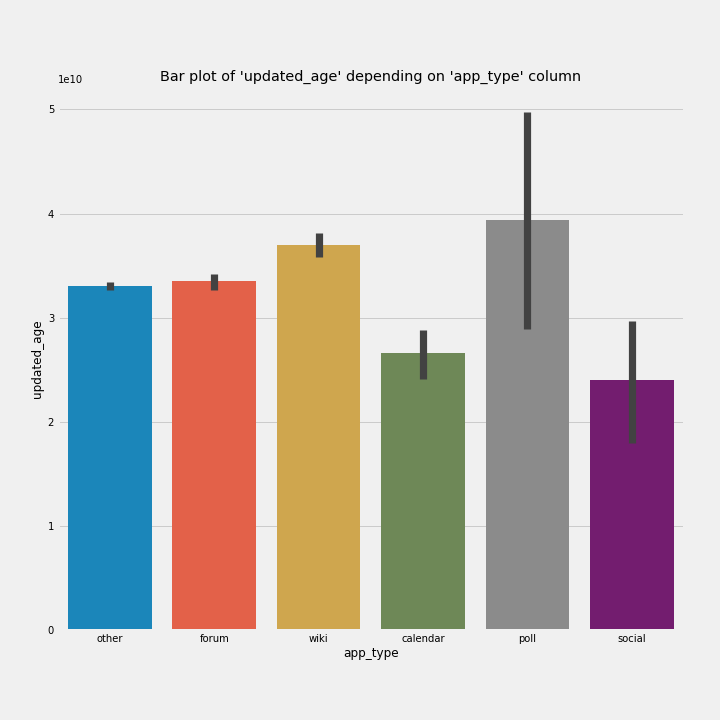 Bar plot of 'updated_age' depending on 'app_type' column
1e10
5
4
3
2
1
0
updated_age
other forum wiki calendar poll social
app_type